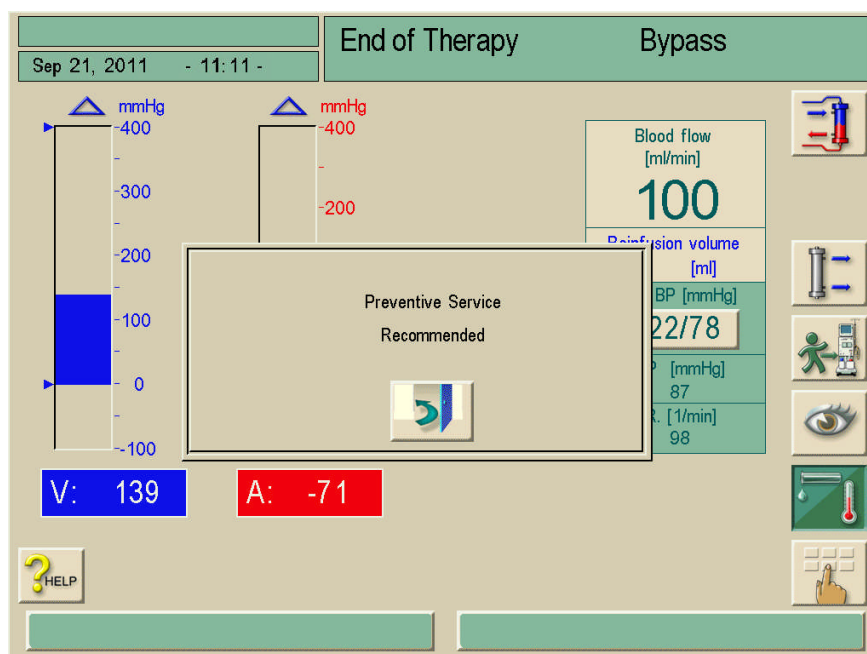 End of Therapy
Bypass
Sep 21, 2011 - 11:11 -
mmHg
400
300
200
100
0
-100
mmHg
400
200
Blood flow
[ml/min]
100
Reinfusion volume
[ml]
BP [mmHg]
22/78
[mmHg]
87
[1/min]
98
Preventive Service
Recommended
V: 139
A: -71
HELP